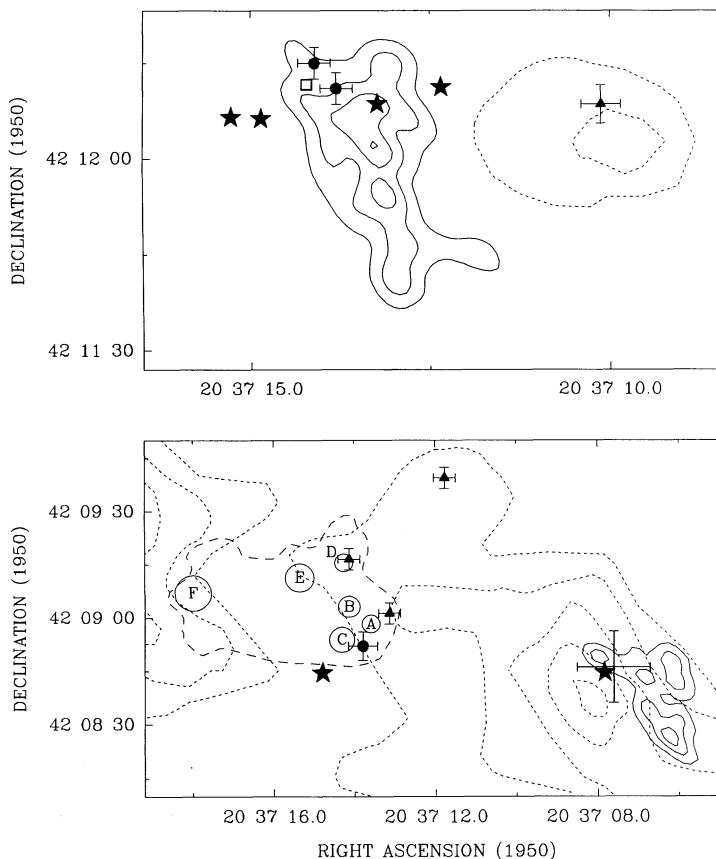 DECLINATION (1950)
42 12 00
42 11 30
20 37 15.0
20 37 10.0
DECLINATION (1950)
42 09 30
42 09 00
42 08 30
D
E
F
B
A
C
20 37 16.0
20 37 12.0
20 37 08.0
RIGHT ASCENSION (1950)